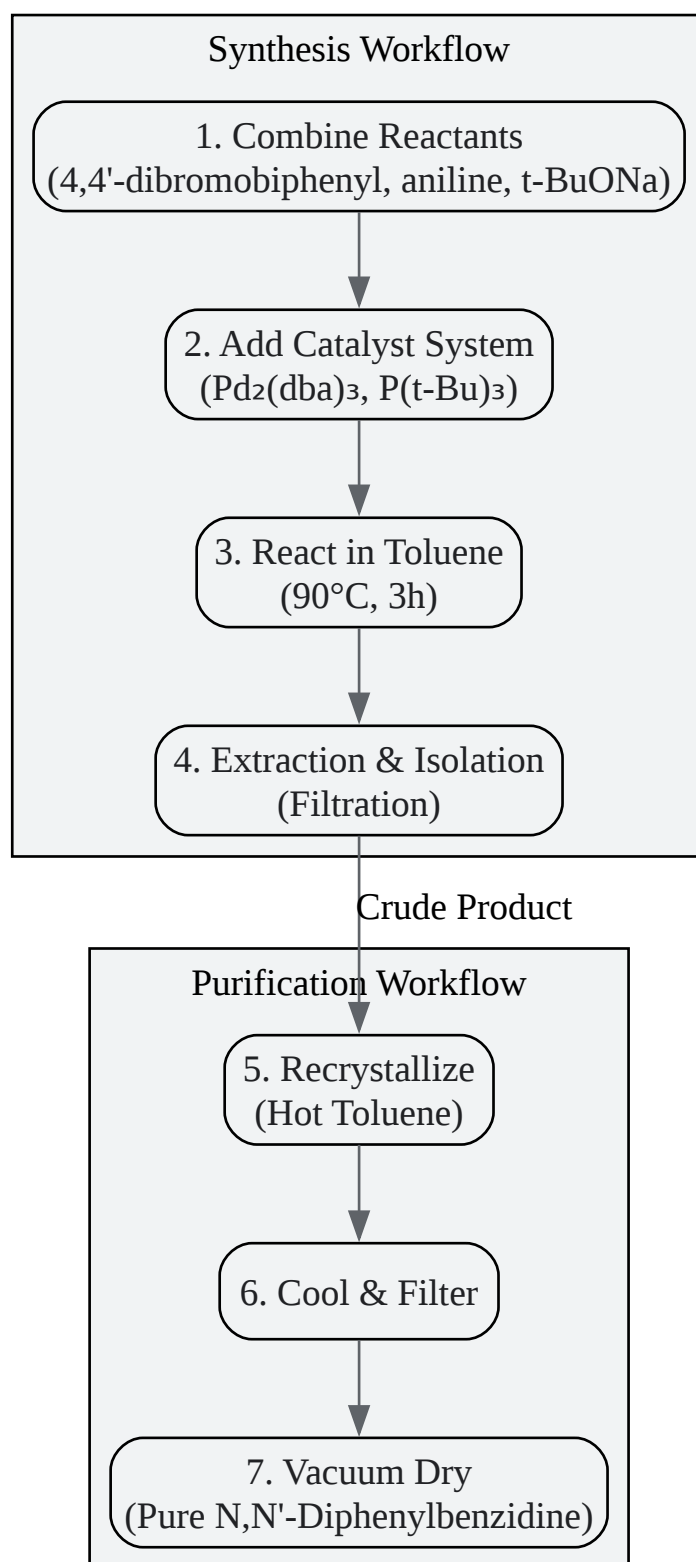 Synthesis Workflow
1. Combine Reactants
(4,4'-dibromobiphenyl, aniline, t-BuONa)
2. Add Catalyst System
(Pd₂(dba)₃, P(t-Bu)₃)
3. React in Toluene
(90°C, 3h)
4. Extraction & Isolation
(Filtration)
Crude Product
Purification Workflow
5. Recrystallize
(Hot Toluene)
6. Cool & Filter
7. Vacuum Dry
(Pure N,N'-Diphenylbenzidine)